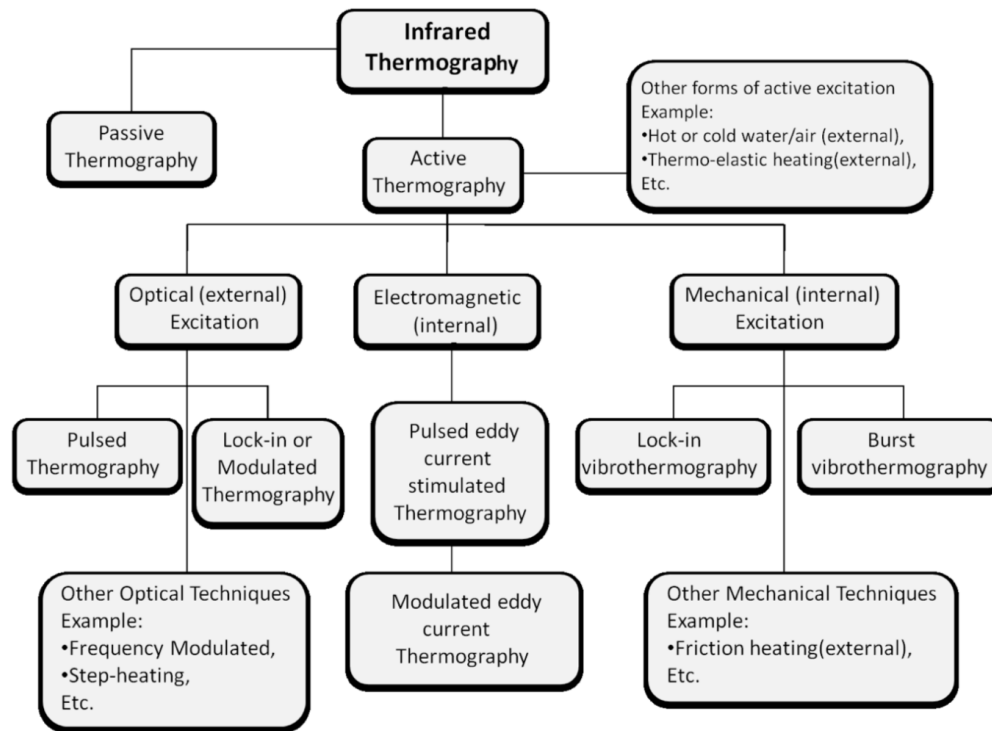 Infrared
Thermography
Passive
Thermography
Active
Thermography
Other forms of active excitation
Example:
•Hot or cold water/air (external),
•Thermo-elastic heating(external),
Etc.
Optical (external)
Excitation
Electromagnetic
(internal)
Mechanical (internal)
Excitation
Pulsed
Thermography
Lock-in or
Modulated
Thermography
Pulsed eddy
current
stimulated
Thermography
Lock-in
vibrothermography
Burst
vibrothermography
Other Optical Techniques
Example:
•Frequency Modulated,
•Step-heating,
Etc.
Modulated eddy
current
Thermography
Other Mechanical Techniques
Example:
•Friction heating(external),
Etc.